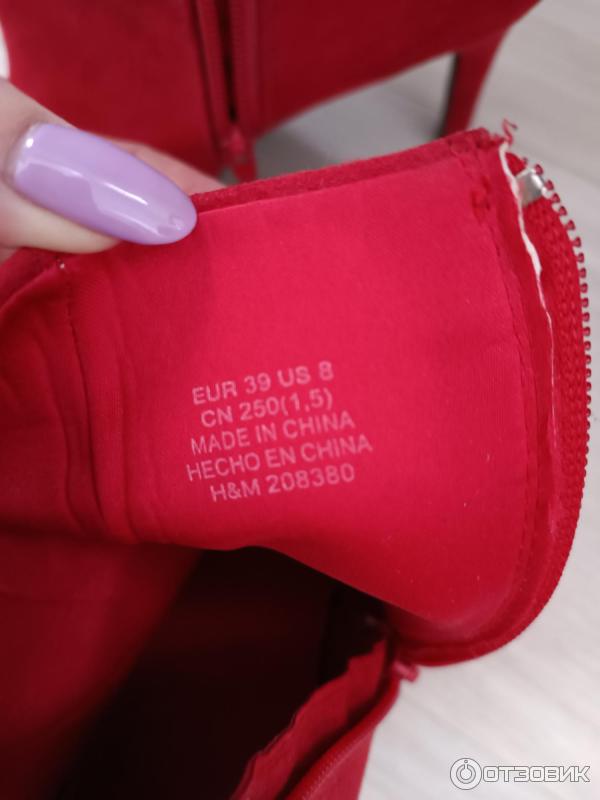 EUR 39 US 8
CN 250(1,5)
MADE IN CHINA
HECHO EN CHINA
H&M 208380
ОТЗОВИК